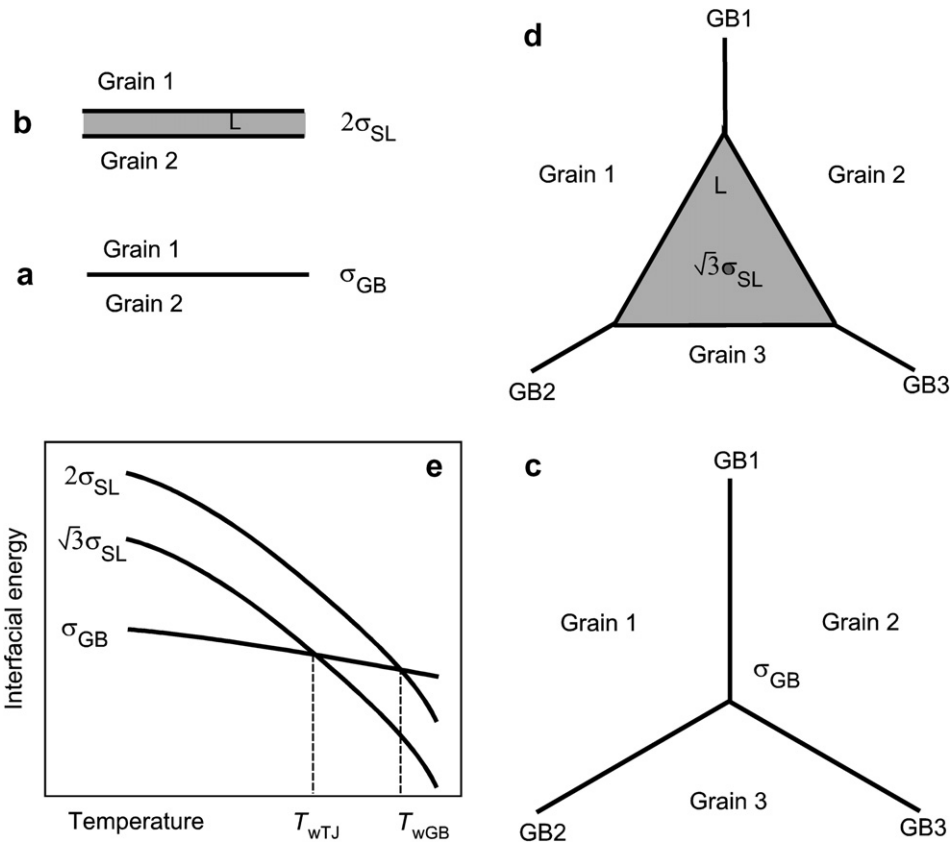 b
Grain 1
L
Grain 2
2σSL
a
Grain 1
Grain 2
σGB
d
GB1
Grain 1
Grain 2
L
√3σSL
Grain 3
GB2
GB3
e
Interfacial energy
2σSL
√3σSL
σGB
Temperature
TwTJ
TwGB
c
GB1
Grain 1
Grain 2
σGB
Grain 3
GB2
GB3